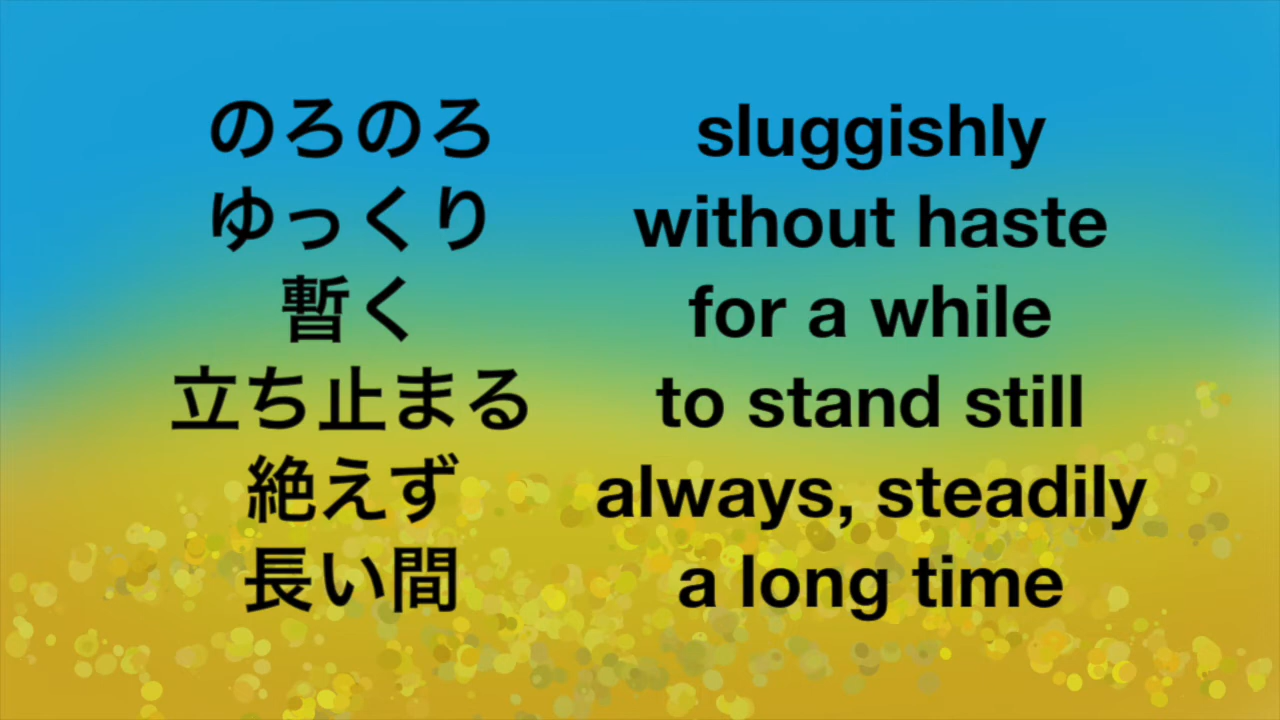 のろのろ sluggishly
ゆっくり without haste
暫く for a while
立ち止まる to stand still
絶えず always, steadily
長い間 a long time